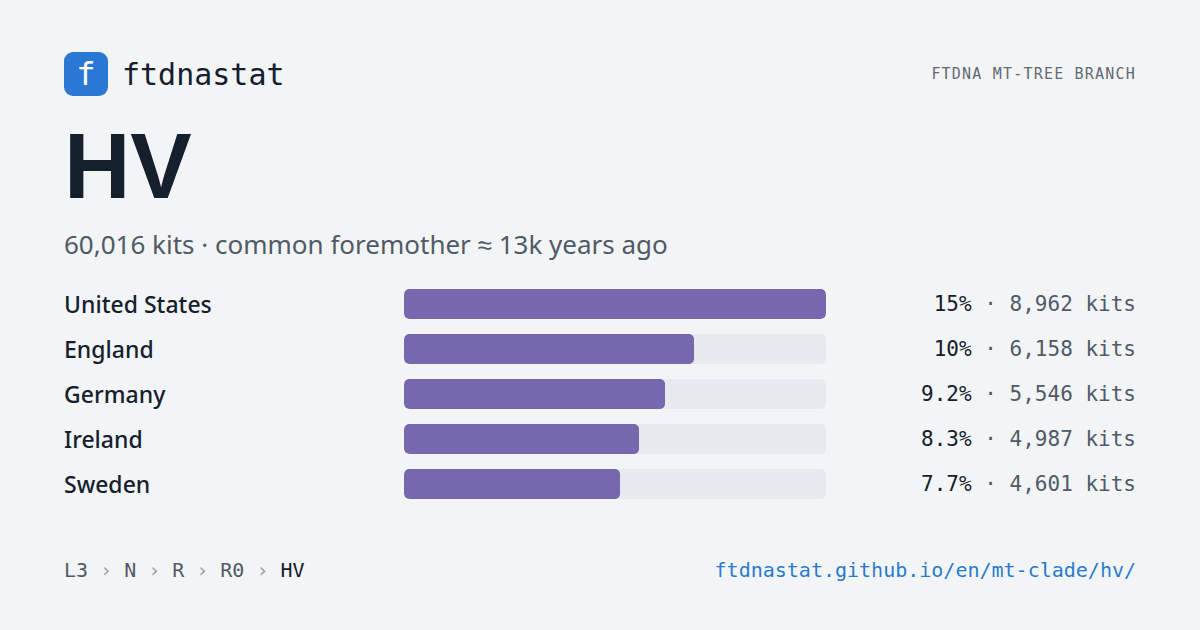 f ftdnastat
FTDNA MT-TREE BRANCH
HV
60,016 kits · common foremother ≈ 13k years ago
United States 15% · 8,962 kits
England 10% · 6,158 kits
Germany 9.2% · 5,546 kits
Ireland 8.3% · 4,987 kits
Sweden 7.7% · 4,601 kits
L3 › N › R › R0 › HV
ftdnastat.github.io/en/mt-clade/hv/